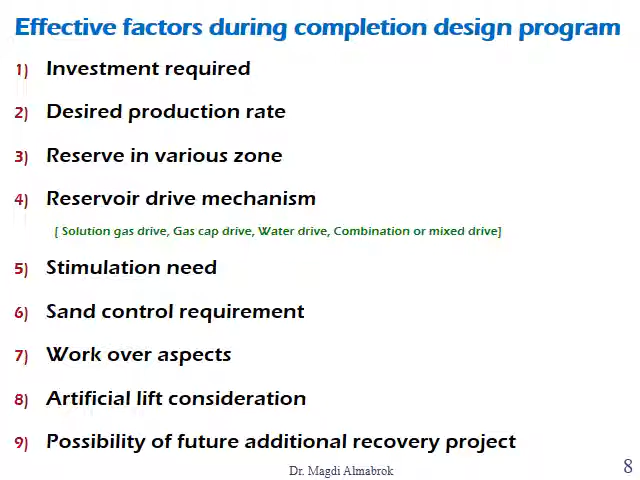 Effective factors during completion design program
1) Investment required
2) Desired production rate
3) Reserve in various zone
4) Reservoir drive mechanism
[ Solution gas drive, Gas cap drive, Water drive, Combination or mixed drive]
5) Stimulation need
6) Sand control requirement
7) Work over aspects
8) Artificial lift consideration
9) Possibility of future additional recovery project
Dr. Magdi Almabrok
8